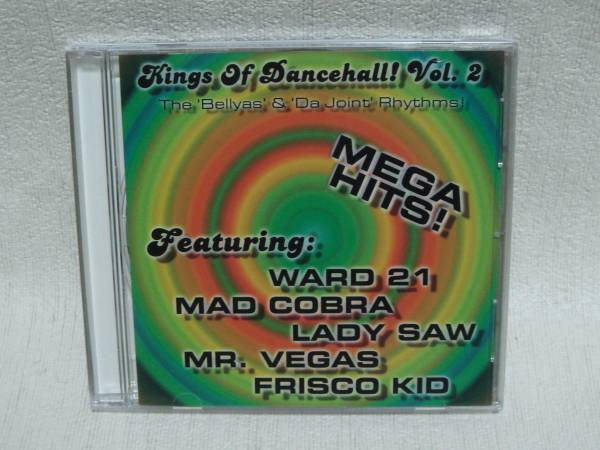 Kings Of Dancehall! Vol. 2
The 'Bellyas' & 'Da Joint' Rhythms!
MEGA
HITS!
Featuring:
WARD 21
MAD COBRA
LADY SAW
MR. VEGAS
FRISCO KID